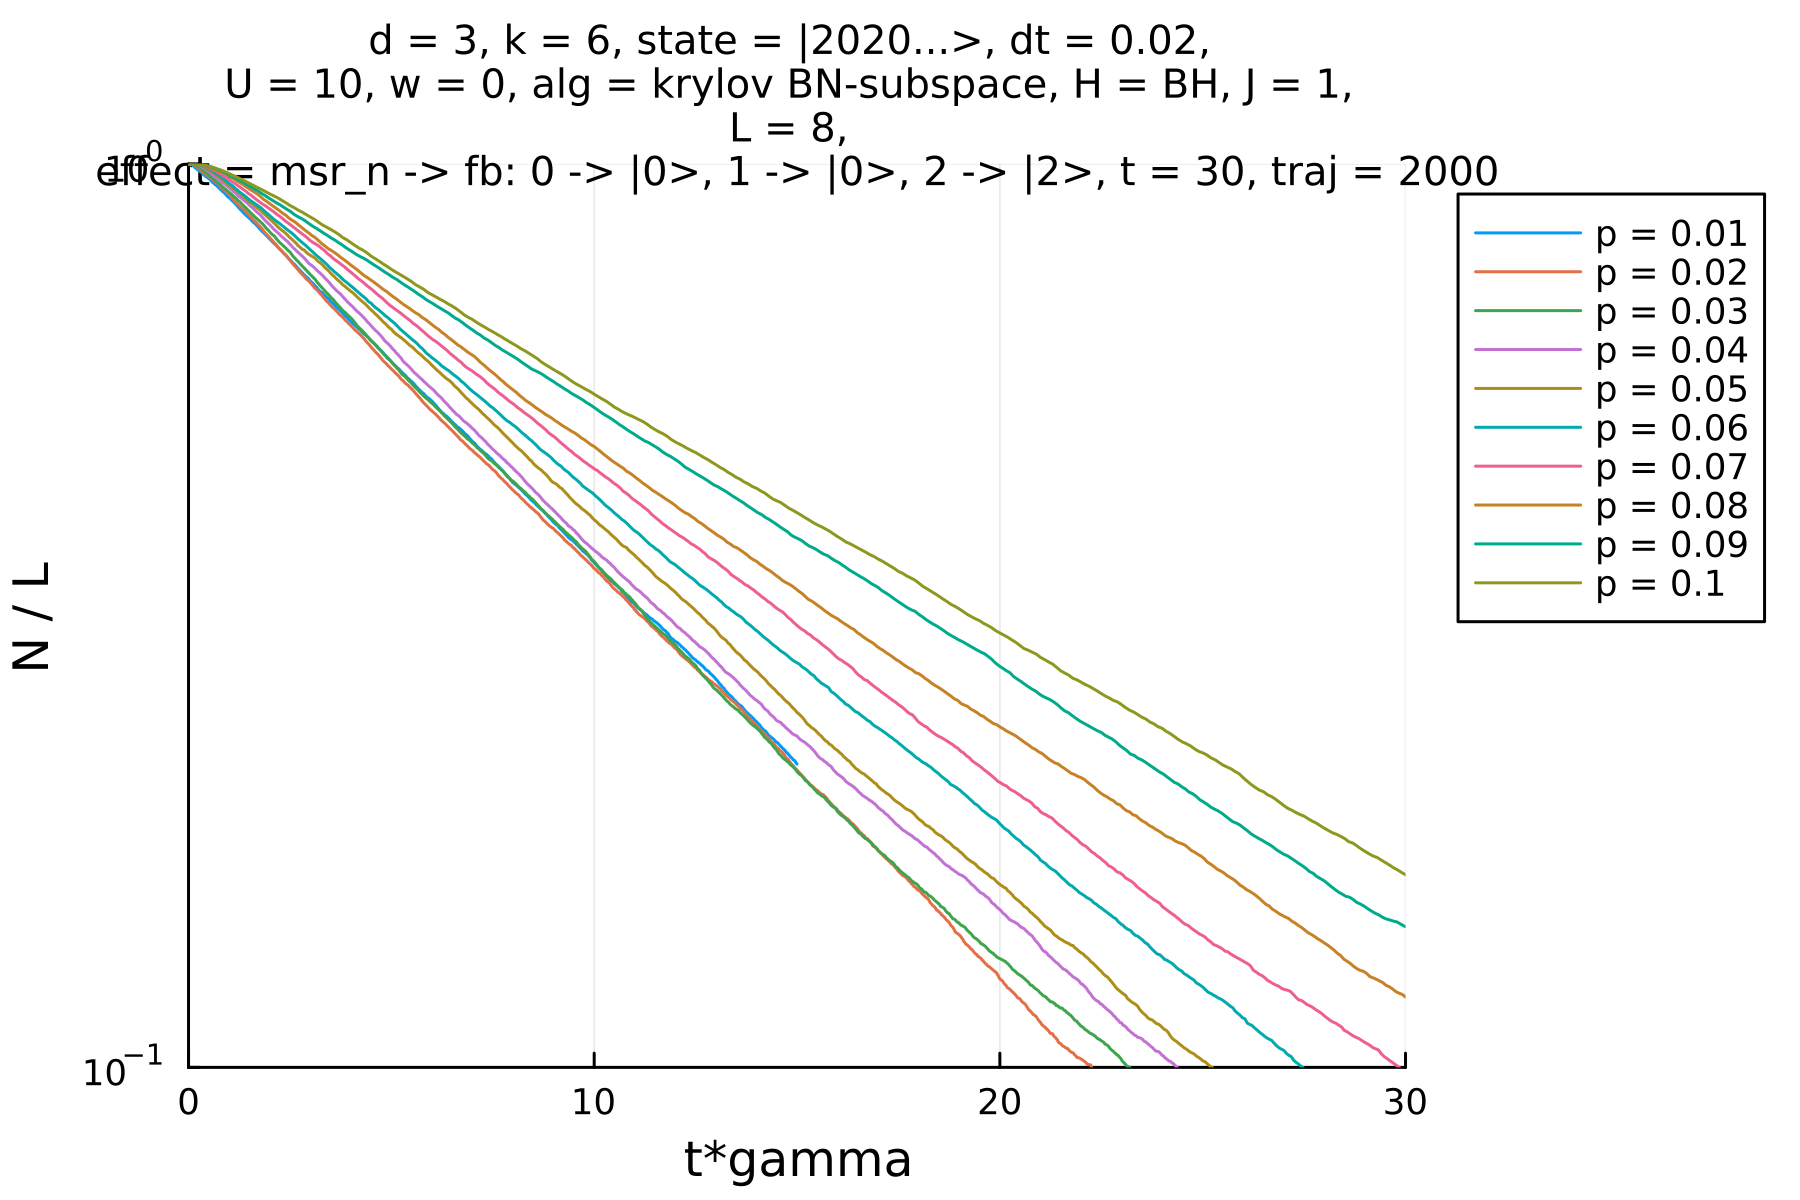 d = 3, k = 6, state = |2020...>, dt = 0.02,
U = 10, w = 0, alg = krylov BN-subspace, H = BH, J = 1,
L = 8,
effect = msr_n -> fb: 0 -> |0>, 1 -> |0>, 2 -> |2>, t = 30, traj = 2000
10⁰
p = 0.01
p = 0.02
p = 0.03
p = 0.04
p = 0.05
p = 0.06
p = 0.07
p = 0.08
p = 0.09
p = 0.1
N / L
10⁻¹
0 10 20 30
t*gamma